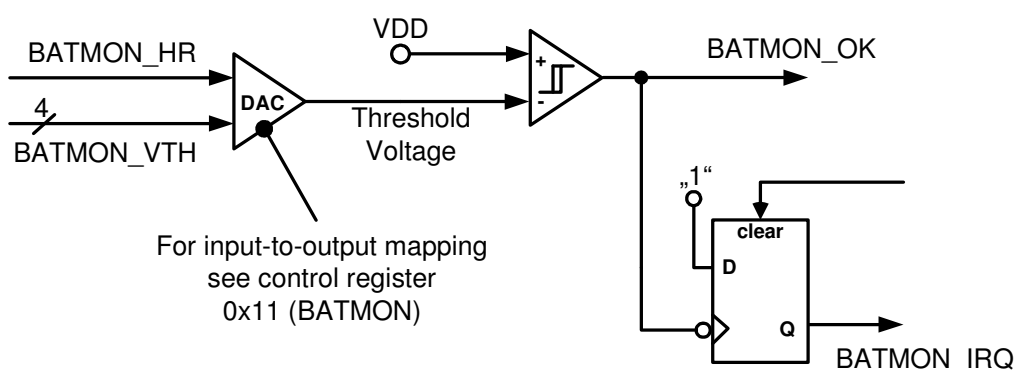 VDD
BATMON_HR
BATMON_OK
+
DAC
4
-
Threshold
Voltage
BATMON_VTH
„1“
clear
For input-to-output mapping
see control register
0x11 (BATMON)
D
Q
BATMON_IRQ